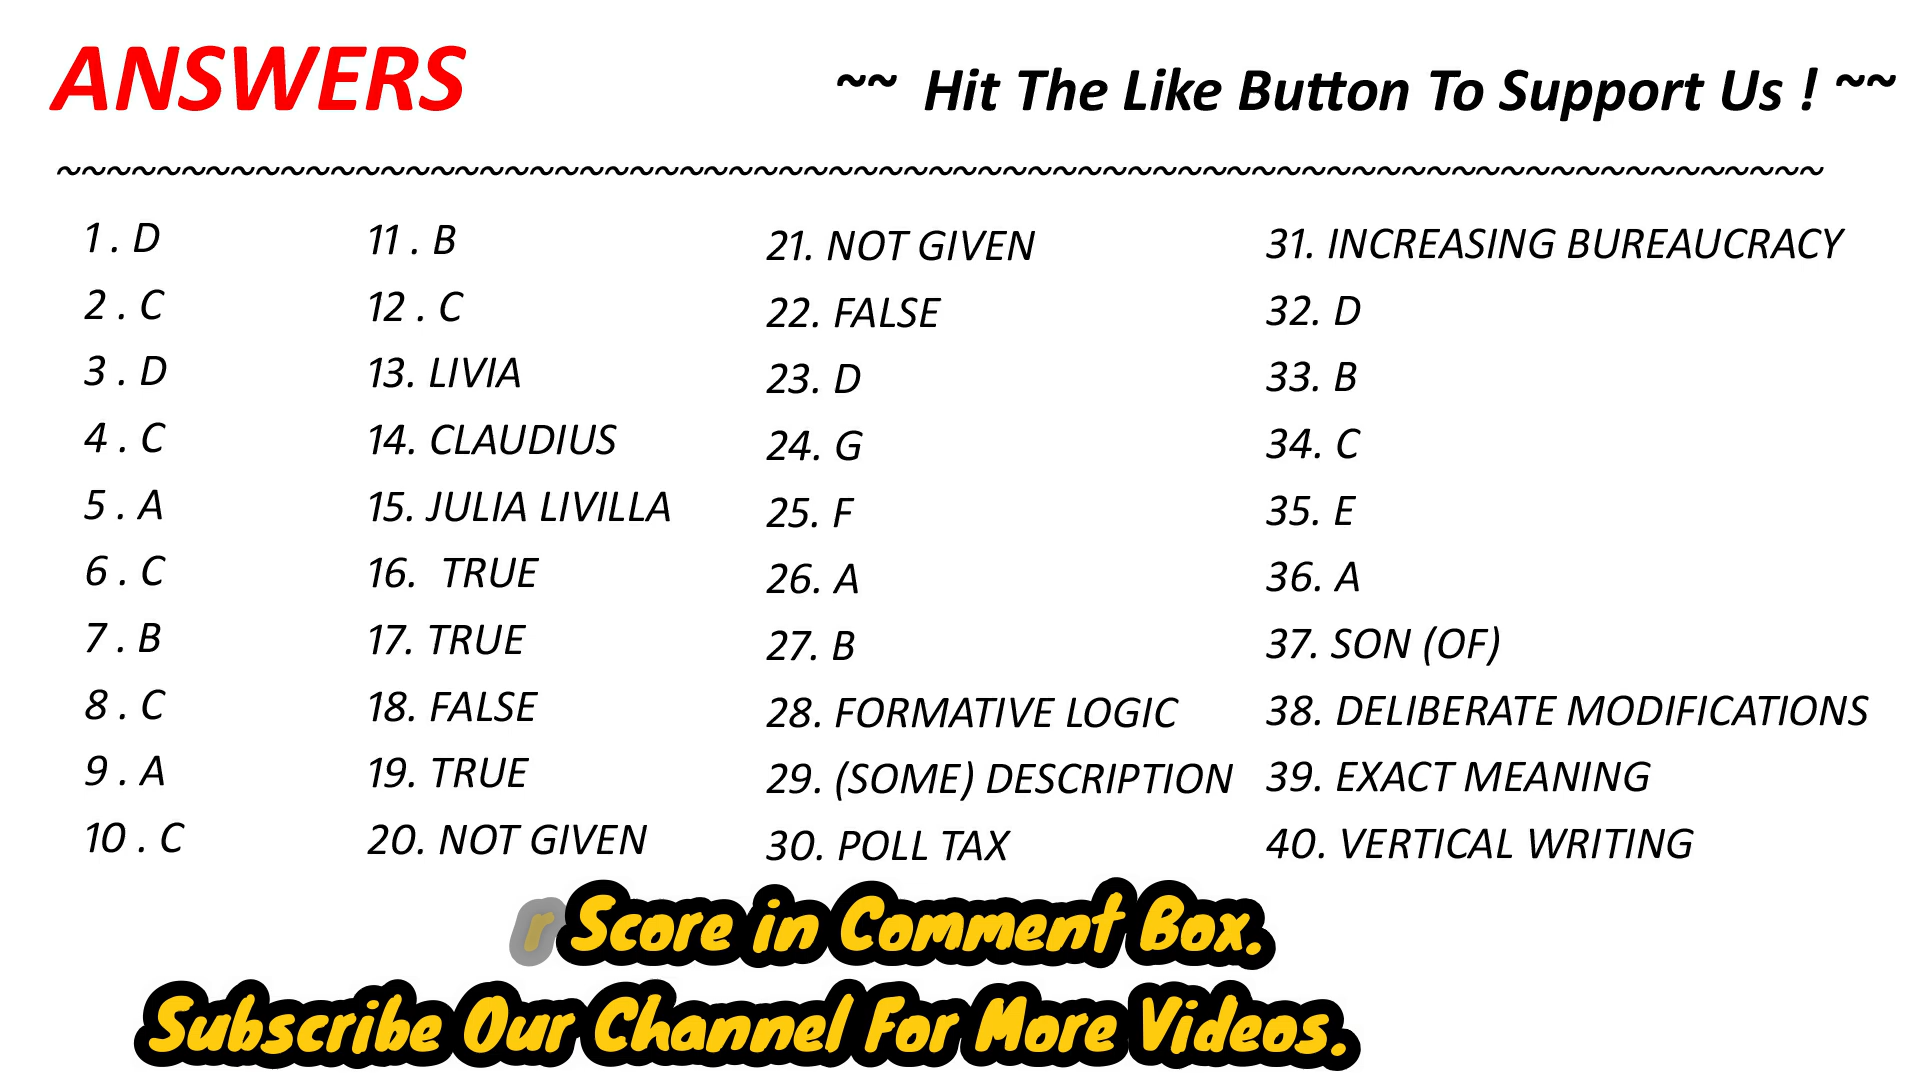 ANSWERS
~~ Hit The Like Button To Support Us ! ~~
~~~~~~~~~~~~~~~~~~~~~~~~~~~~~~~~~~~~~~~~~~~~~~~~~~~~~~~~~~~~~~~~~~~~~~~
1 . D
2 . C
3 . D
4 . C
5 . A
6 . C
7 . B
8 . C
9 . A
10 . C
11 . B
12 . C
13. LIVIA
14. CLAUDIUS
15. JULIA LIVILLA
16. TRUE
17. TRUE
18. FALSE
19. TRUE
20. NOT GIVEN
21. NOT GIVEN
22. FALSE
23. D
24. G
25. F
26. A
27. B
28. FORMATIVE LOGIC
29. (SOME) DESCRIPTION
30. POLL TAX
31. INCREASING BUREAUCRACY
32. D
33. B
34. C
35. E
36. A
37. SON (OF)
38. DELIBERATE MODIFICATIONS
39. EXACT MEANING
40. VERTICAL WRITING
r Score in Comment Box.
Subscribe Our Channel For More Videos.